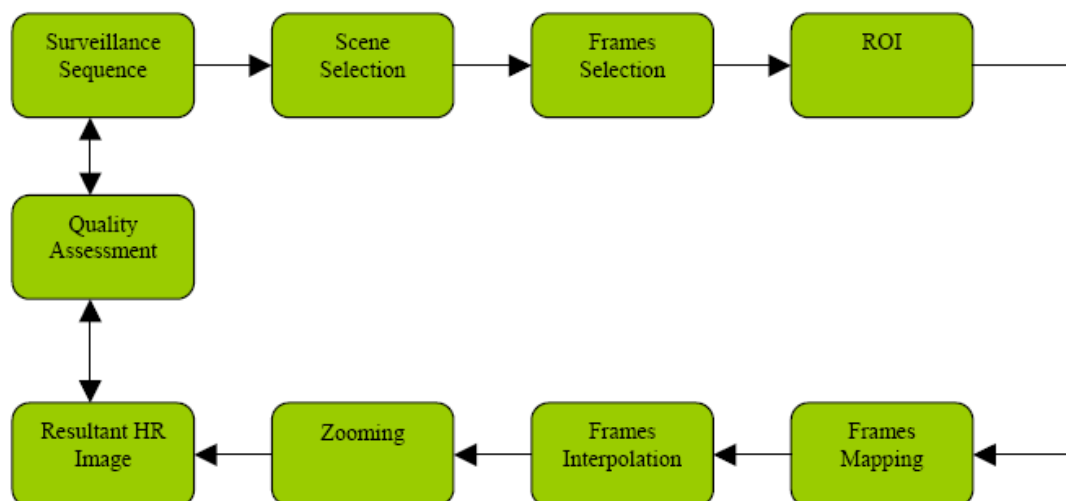 Surveillance
Sequence
Scene
Selection
Frames
Selection
ROI
Quality
Assessment
Resultant HR
Image
Zooming
Frames
Interpolation
Frames
Mapping